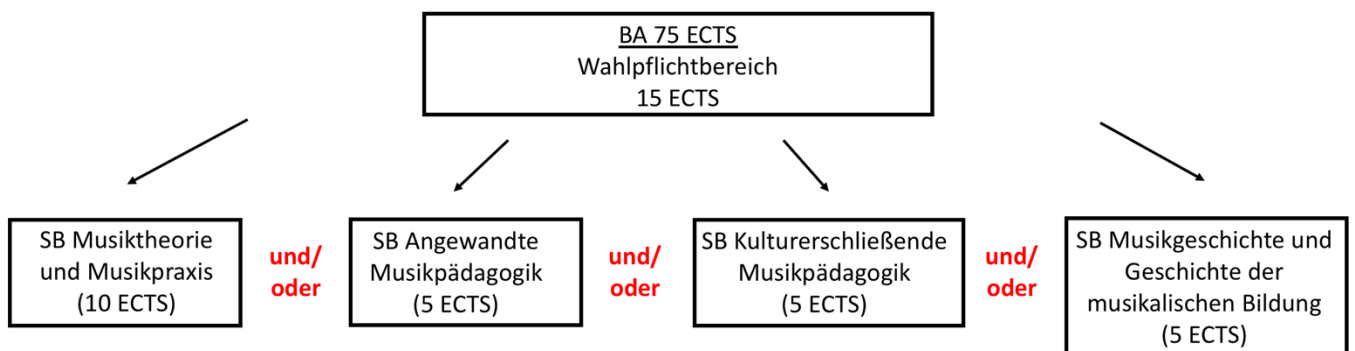 BA 75 ECTS
Wahlpflichtbereich
15 ECTS
SB Musiktheorie
und Musikpraxis
(10 ECTS)
und/
oder
SB Angewandte
Musikpädagogik
(5 ECTS)
und/
oder
SB Kulturerschließende
Musikpädagogik
(5 ECTS)
und/
oder
SB Musikgeschichte und
Geschichte der
musikalischen Bildung
(5 ECTS)